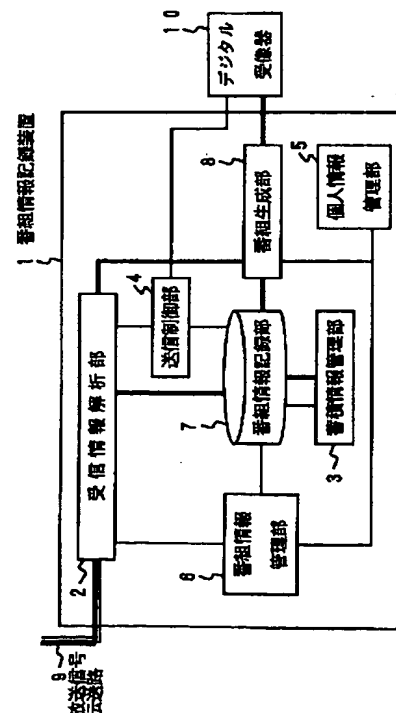 1 番組情報記録装置
9
放送信号
伝送路
2
受信情報解析部
4
送信制御部
10
デジタル
受像器
6
番組情報
管理部
7
番組情報記録部
8
番組生成部
3
蓄積情報管理部
5
個人情報
管理部